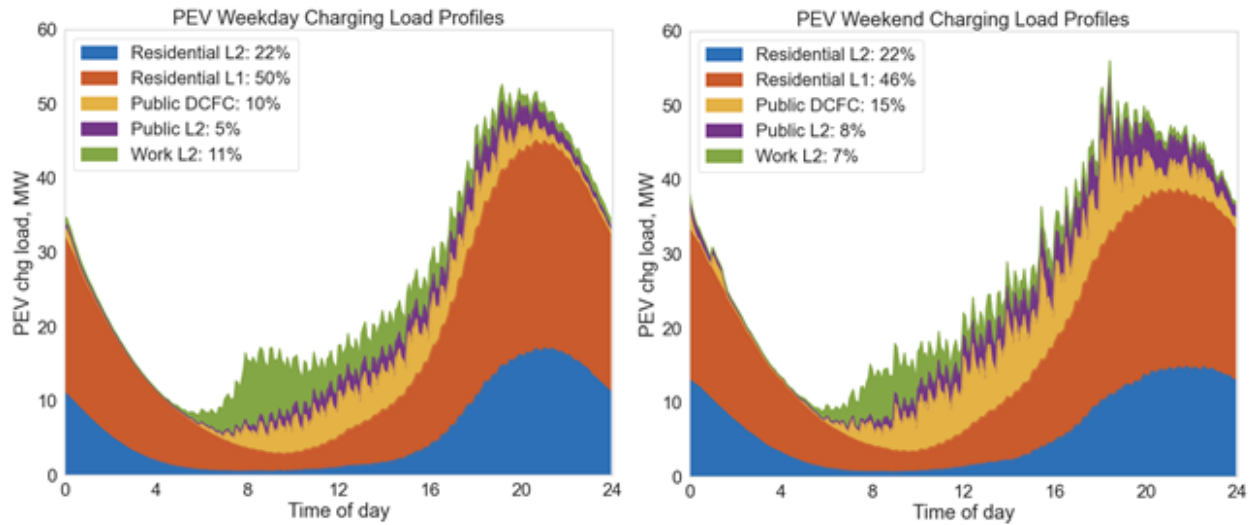 PEV Weekday Charging Load Profiles
60
50
40
30
20
10
0
PEV chg load, MW
Residential L2: 22%
Residential L1: 50%
Public DCFC: 10%
Public L2: 5%
Work L2: 11%
0 4 8 12 16 20 24
Time of day
PEV Weekend Charging Load Profiles
60
50
40
30
20
10
0
PEV chg load, MW
Residential L2: 22%
Residential L1: 46%
Public DCFC: 15%
Public L2: 8%
Work L2: 7%
0 4 8 12 16 20 24
Time of day